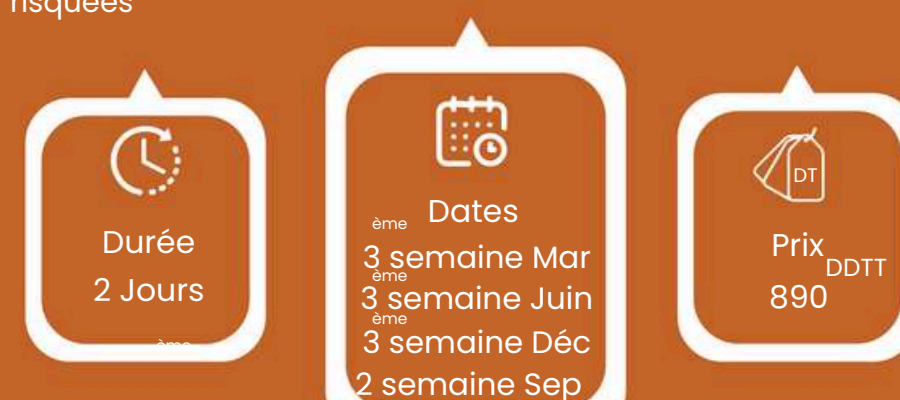 risquées
Durée
2 Jours
ème
Dates
ème
3 semaine Mar
ème
3 semaine Juin
ème
3 semaine Déc
2 semaine Sep
DT
Prix
DDTT
890